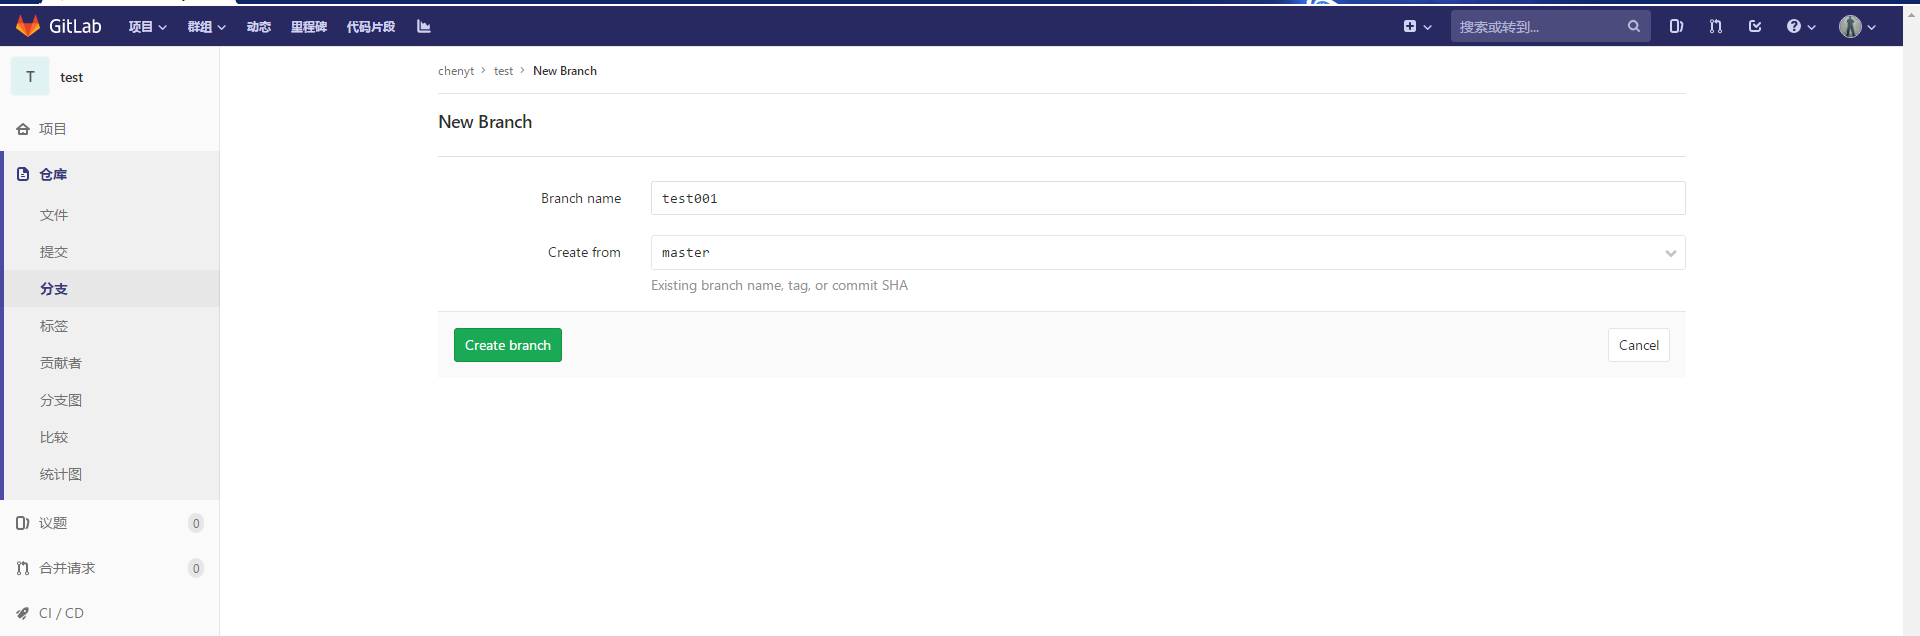 GitLab 项目 群组 动态 里程碑 代码片段 搜索或转到...
T test
chenyt › test › New Branch
项目
仓库
文件
提交
分支
标签
贡献者
分支图
比较
统计图
议题 0
合并请求 0
CI / CD
New Branch
Branch name test001
Create from master
Existing branch name, tag, or commit SHA
Create branch Cancel